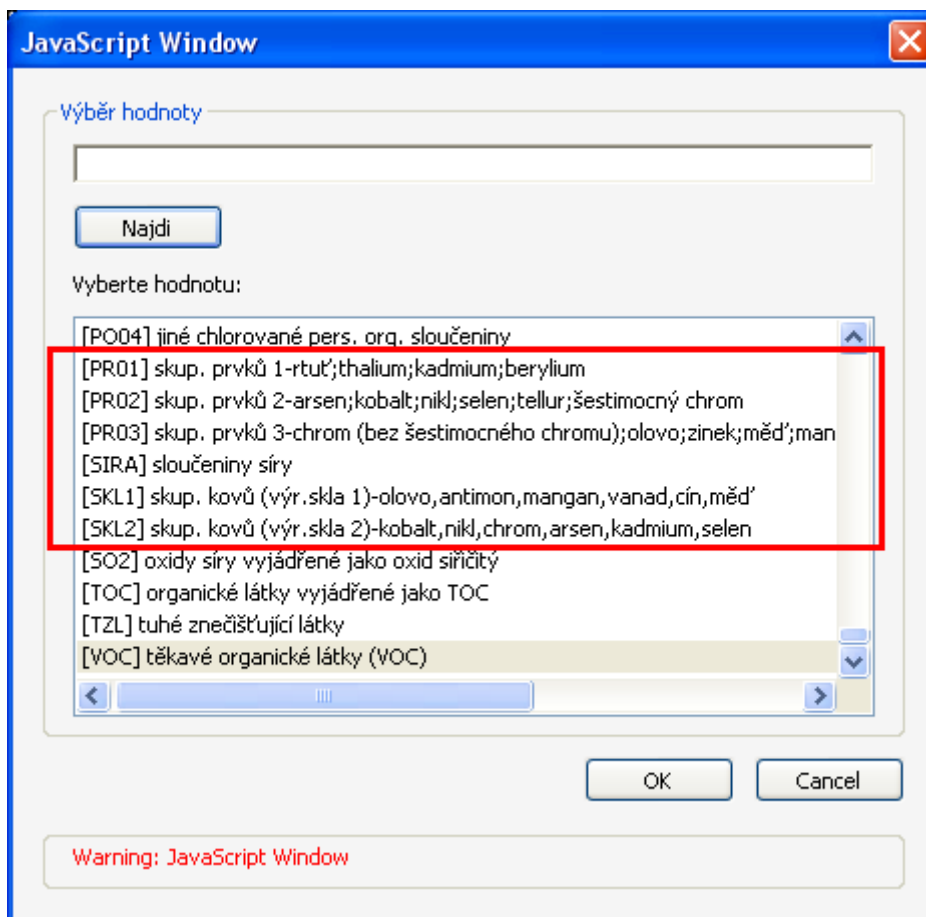 JavaScript Window
Výběr hodnoty
Najdi
Vyberte hodnotu:
[PO04] jiné chlorované pers. org. sloučeniny
[PR01] skup. prvků 1-rtuť;thalium;kadmium;berylium
[PR02] skup. prvků 2-arsen;kobalt;nikl;selen;tellur;šestimocný chrom
[PR03] skup. prvků 3-chrom (bez šestimocného chromu);olovo;zinek;měď;man
[SIRA] sloučeniny síry
[SKL1] skup. kovů (výr.skla 1)-olovo,antimon,mangan,vanad,cín,měď
[SKL2] skup. kovů (výr.skla 2)-kobalt,nikl,chrom,arsen,kadmium,selen
[SO2] oxidy síry vyjádřené jako oxid siřičitý
[TOC] organické látky vyjádřené jako TOC
[TZL] tuhé znečišťující látky
[VOC] těkavé organické látky (VOC)
OK
Cancel
Warning: JavaScript Window